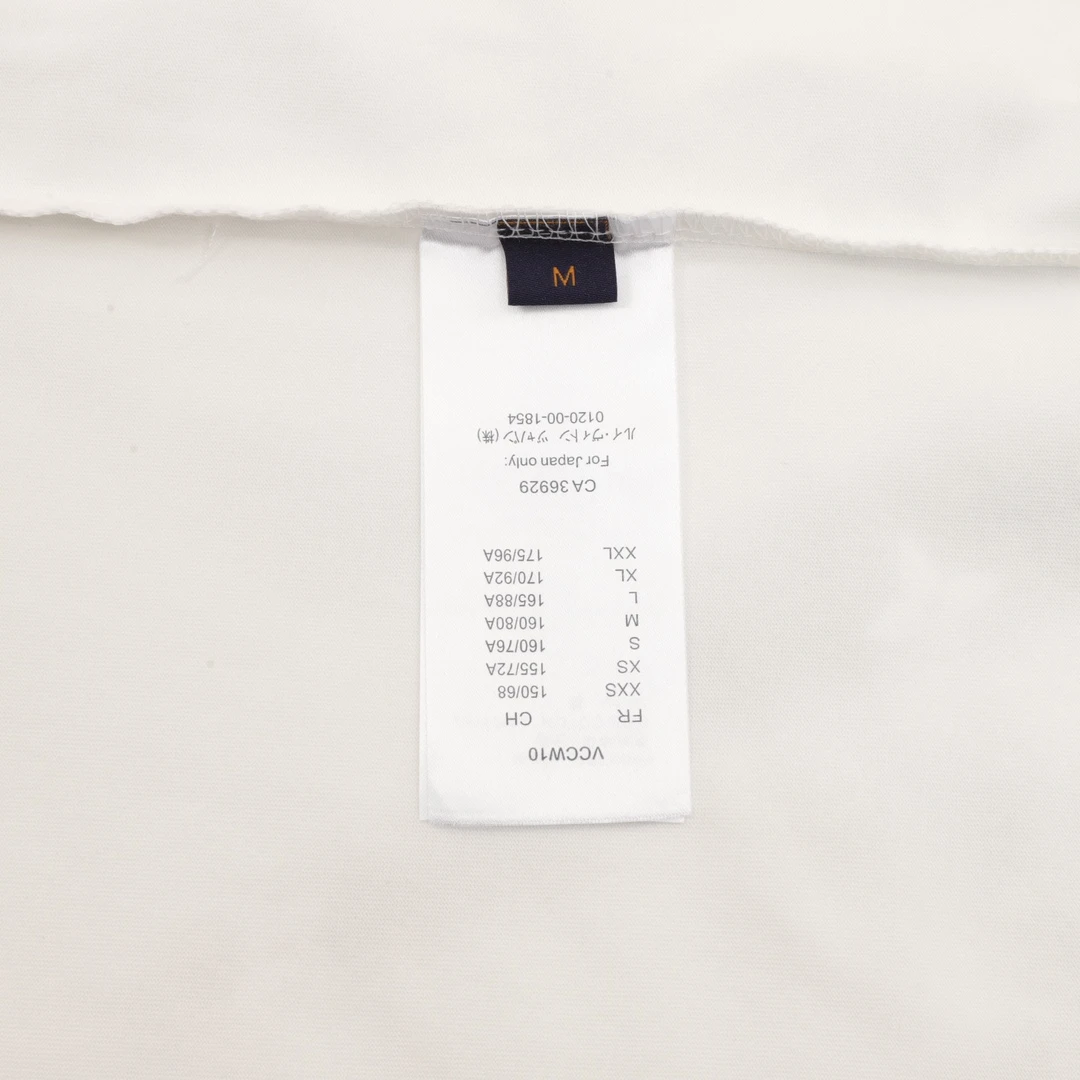 M
VCCW10
FR CH
XXS 150/68
XS 155/72A
S 160/76A
M 160/80A
L 165/88A
XL 170/92A
XXL 175/96A
CA 36929
For Japan only:
ルイ・ヴィトン ツャバン (株)
0120-00-1854